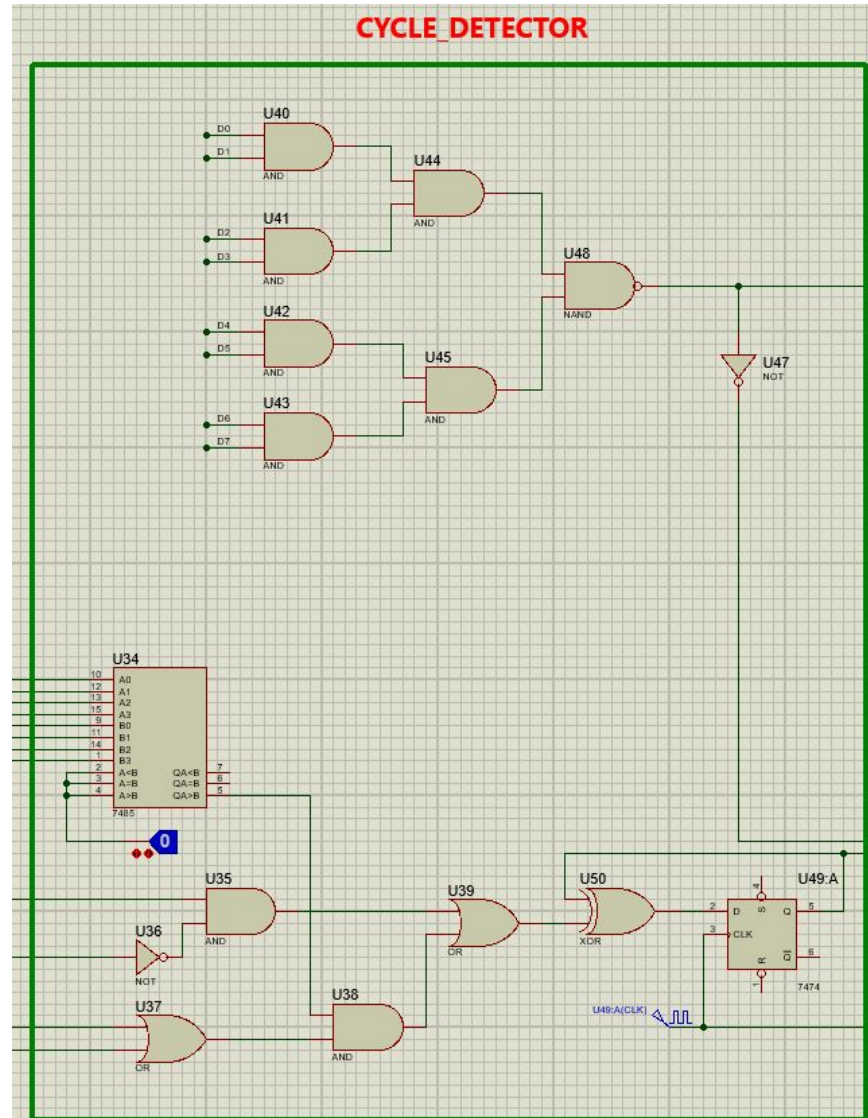 CYCLE_DETECTOR
U40
D0
D1
AND
U44
AND
U41
D2
D3
AND
U48
NAND
U42
D4
D5
AND
U45
AND
U47
NOT
U43
D6
D7
AND
U34
10 A0
12 A1
13 A2
15 A3
9 B0
11 B1
14 B2
1 B3
2 A<B QA<B 7
3 A=B QA=B 6
4 A>B QA>B 5
7485
0
U35
AND
U36
NOT
U37
OR
U38
AND
U39
OR
U50
XOR
U49:A
4
2 D S Q 5
3 CLK
R Q 6
1
7474
U49:A(CLK)